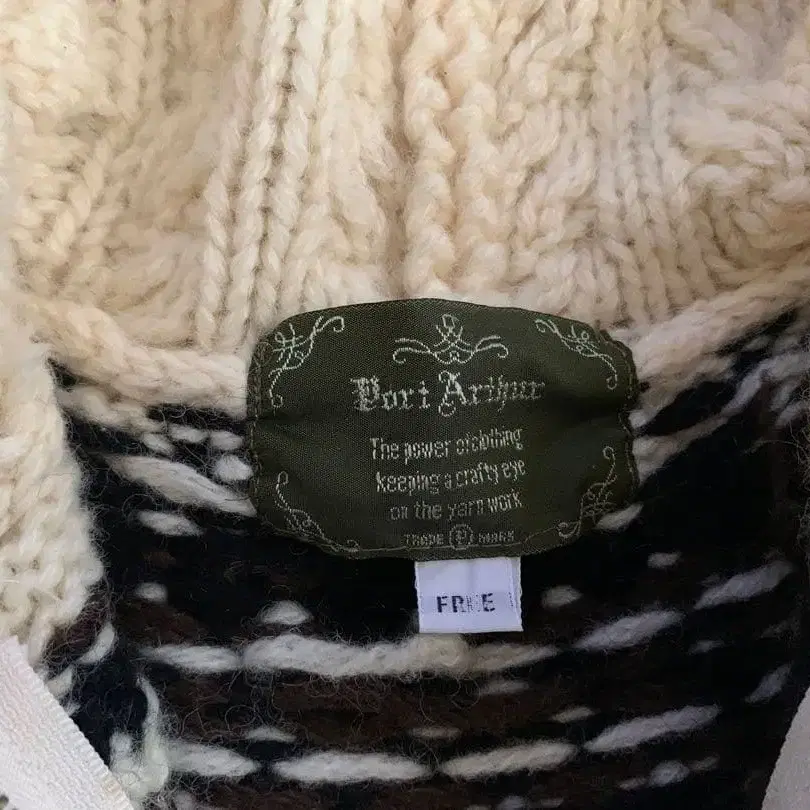 Port Arthur
The power of clothing
keeping a crafty eye
on the yarn work
TRADE P MARK
FREE